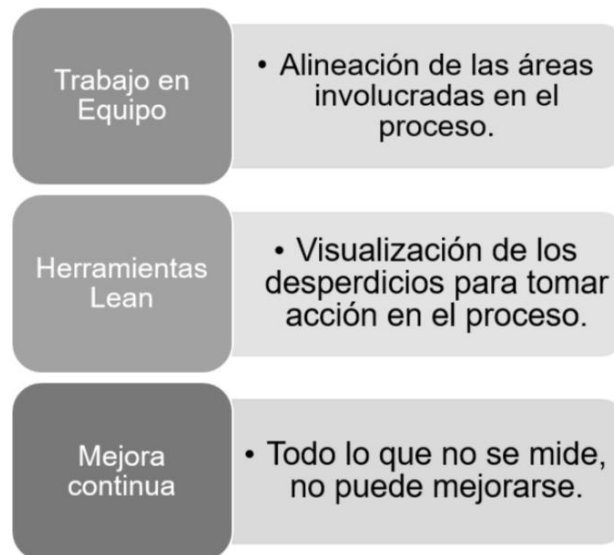 Trabajo en
Equipo
• Alineación de las áreas
involucradas en el
proceso.
Herramientas
Lean
• Visualización de los
desperdicios para tomar
acción en el proceso.
Mejora
continua
• Todo lo que no se mide,
no puede mejorarse.